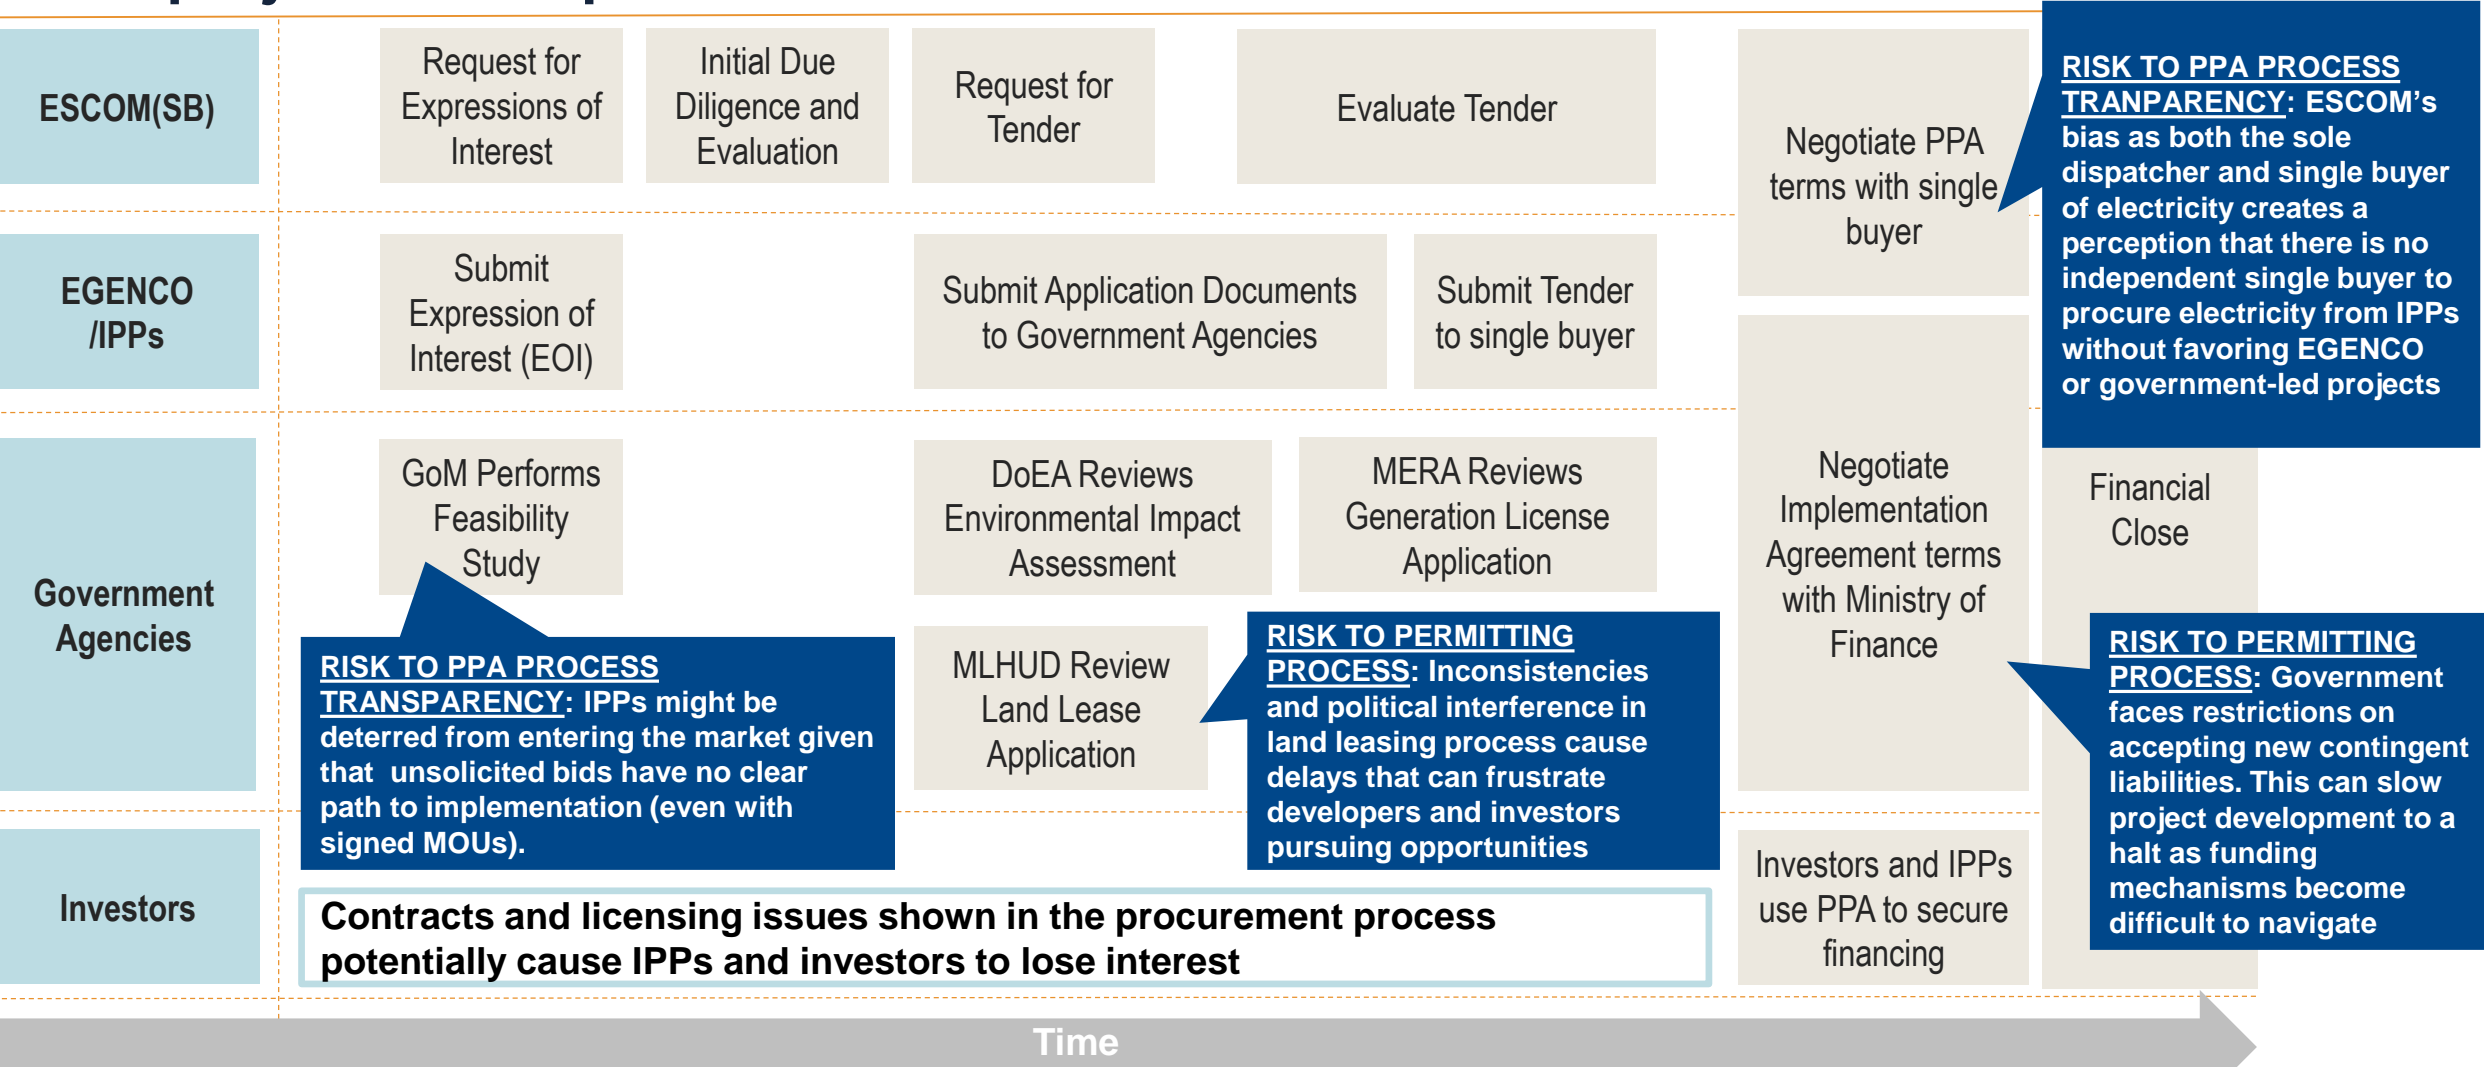 ESCOM(SB)
Request for
Expressions of
Interest
Initial Due
Diligence and
Evaluation
Request for
Tender
Evaluate Tender
Negotiate PPA
terms with single
buyer
RISK TO PPA PROCESS
TRANPARENCY: ESCOM’s
bias as both the sole
dispatcher and single buyer
of electricity creates a
perception that there is no
independent single buyer to
procure electricity from IPPs
without favoring EGENCO
or government-led projects
EGENCO
/IPPs
Submit
Expression of
Interest (EOI)
Submit Application Documents
to Government Agencies
Submit Tender
to single buyer
Government
Agencies
GoM Performs
Feasibility
Study
DoEA Reviews
Environmental Impact
Assessment
MERA Reviews
Generation License
Application
Negotiate
Implementation
Agreement terms
with Ministry of
Finance
Financial
Close
RISK TO PPA PROCESS
TRANSPARENCY: IPPs might be
deterred from entering the market given
that unsolicited bids have no clear
path to implementation (even with
signed MOUs).
MLHUD Review
Land Lease
Application
RISK TO PERMITTING
PROCESS: Inconsistencies
and political interference in
land leasing process cause
delays that can frustrate
developers and investors
pursuing opportunities
RISK TO PERMITTING
PROCESS: Government
faces restrictions on
accepting new contingent
liabilities. This can slow
project development to a
halt as funding
mechanisms become
difficult to navigate
Investors
Contracts and licensing issues shown in the procurement process
potentially cause IPPs and investors to lose interest
Investors and IPPs
use PPA to secure
financing
Time